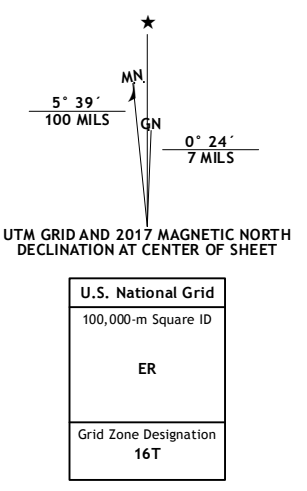 ★
MN.
5° 39´
100 MILS
GN
0° 24´
7 MILS
UTM GRID AND 2017 MAGNETIC NORTH
DECLINATION AT CENTER OF SHEET
U.S. National Grid
100,000-m Square ID
ER
Grid Zone Designation
16T